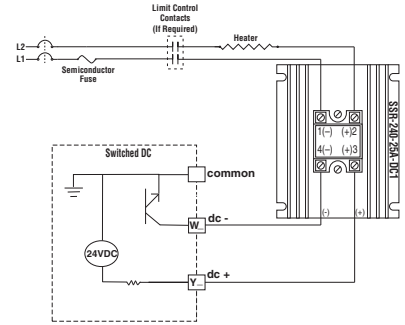 Limit Control
Contacts
(If Required)
Heater
L2
L1
Semiconductor
Fuse
SSR-240-25A-DC1
1(-) (+)2
4(-) (+)3
(-) (+)
Switched DC
common
W_
dc -
24VDC
Y_
dc +